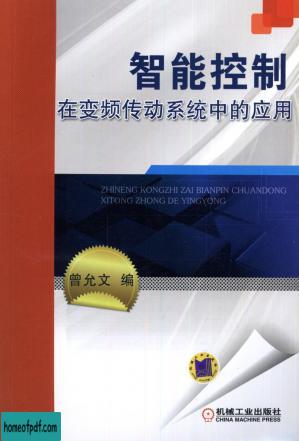 智能控制
在变频传动系统中的应用
ZHINENG KONGZHI ZAI BIANPIN CHUANDONG
XITONG ZHONG DE YINGYONG
曾允文 编
机械工业出版社
CHINA MACHINE PRESS
homeofpdf.com